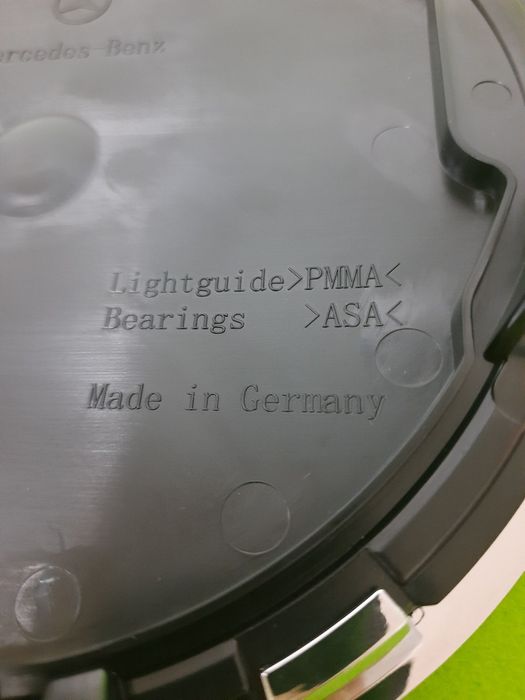 ercedes-Benz
Lightguide>PMMA<
Bearings >ASA<
Made in Germany